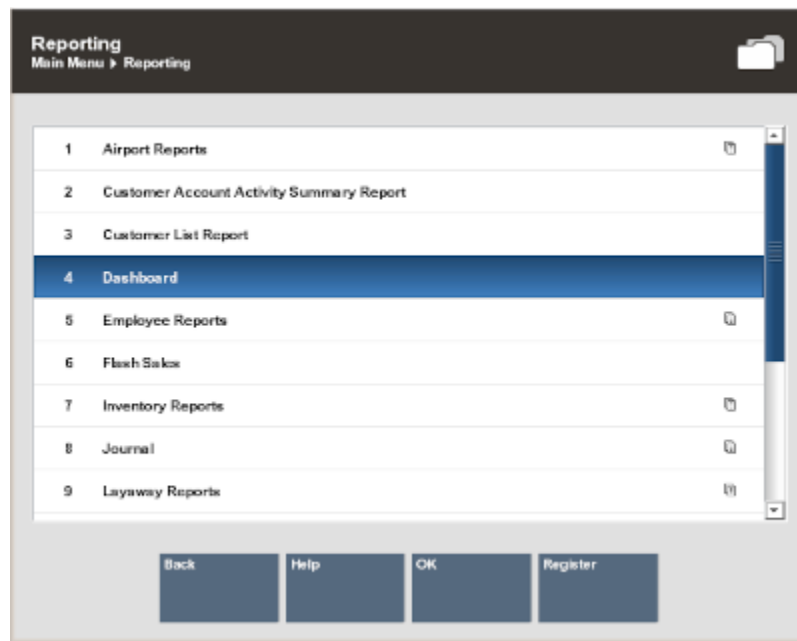 Reporting
Main Menu ▸ Reporting
1 Airport Reports
2 Customer Account Activity Summary Report
3 Customer List Report
4 Dashboard
5 Employee Reports
6 Flash Sales
7 Inventory Reports
8 Journal
9 Layaway Reports
Back Help OK Register